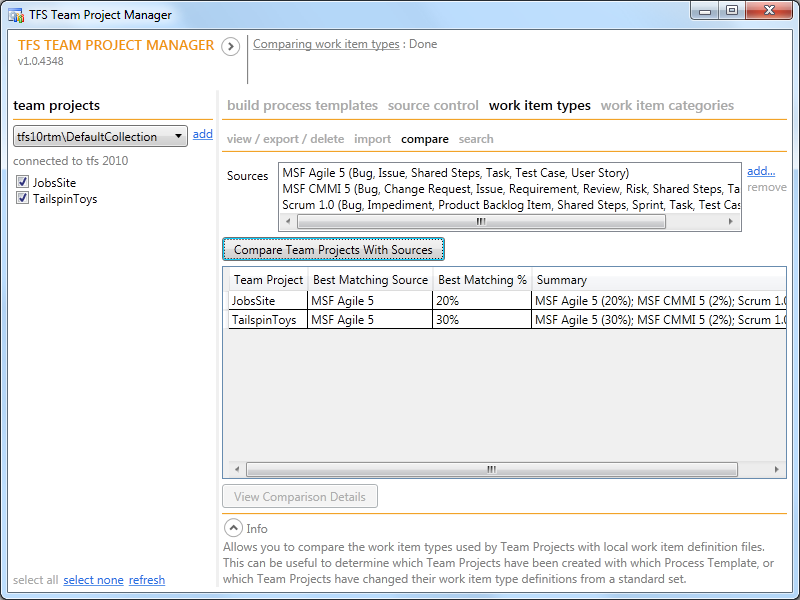 TFS Team Project Manager
TFS TEAM PROJECT MANAGER
v1.0.4348
Comparing work item types : Done
team projects
tfs10rtm\DefaultCollection
add
connected to tfs 2010
JobsSite
TailspinToys
select all select none refresh
build process templates source control work item types work item categories
view / export / delete import compare search
Sources
MSF Agile 5 (Bug, Issue, Shared Steps, Task, Test Case, User Story)
MSF CMMI 5 (Bug, Change Request, Issue, Requirement, Review, Risk, Shared Steps, Ta
Scrum 1.0 (Bug, Impediment, Product Backlog Item, Shared Steps, Sprint, Task, Test Cas
add...
remove
Compare Team Projects With Sources
Team Project Best Matching Source Best Matching % Summary
JobsSite MSF Agile 5 20% MSF Agile 5 (20%); MSF CMMI 5 (2%); Scrum 1.0
TailspinToys MSF Agile 5 30% MSF Agile 5 (30%); MSF CMMI 5 (2%); Scrum 1.0
View Comparison Details
Info
Allows you to compare the work item types used by Team Projects with local work item definition files.
This can be useful to determine which Team Projects have been created with which Process Template, or
which Team Projects have changed their work item type definitions from a standard set.